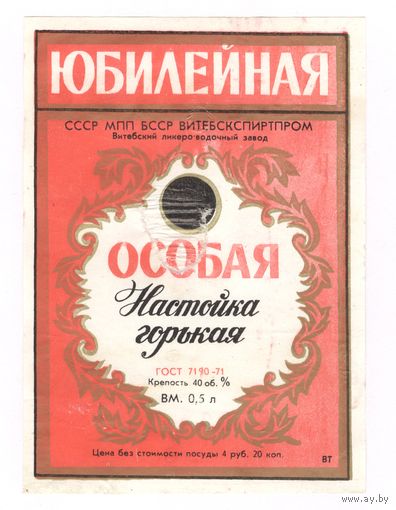 ЮБИЛЕЙНАЯ
СССР МПП БССР ВИТЕБСКСПИРТПРОМ
Витебский ликеро-водочный завод
ОСОБАЯ
Настойка
горькая
ГОСТ 7190-71
Крепость 40 об. %
ВМ. 0,5 л
Цена без стоимости посуды 4 руб. 20 коп.
ВТ
www.ay.by